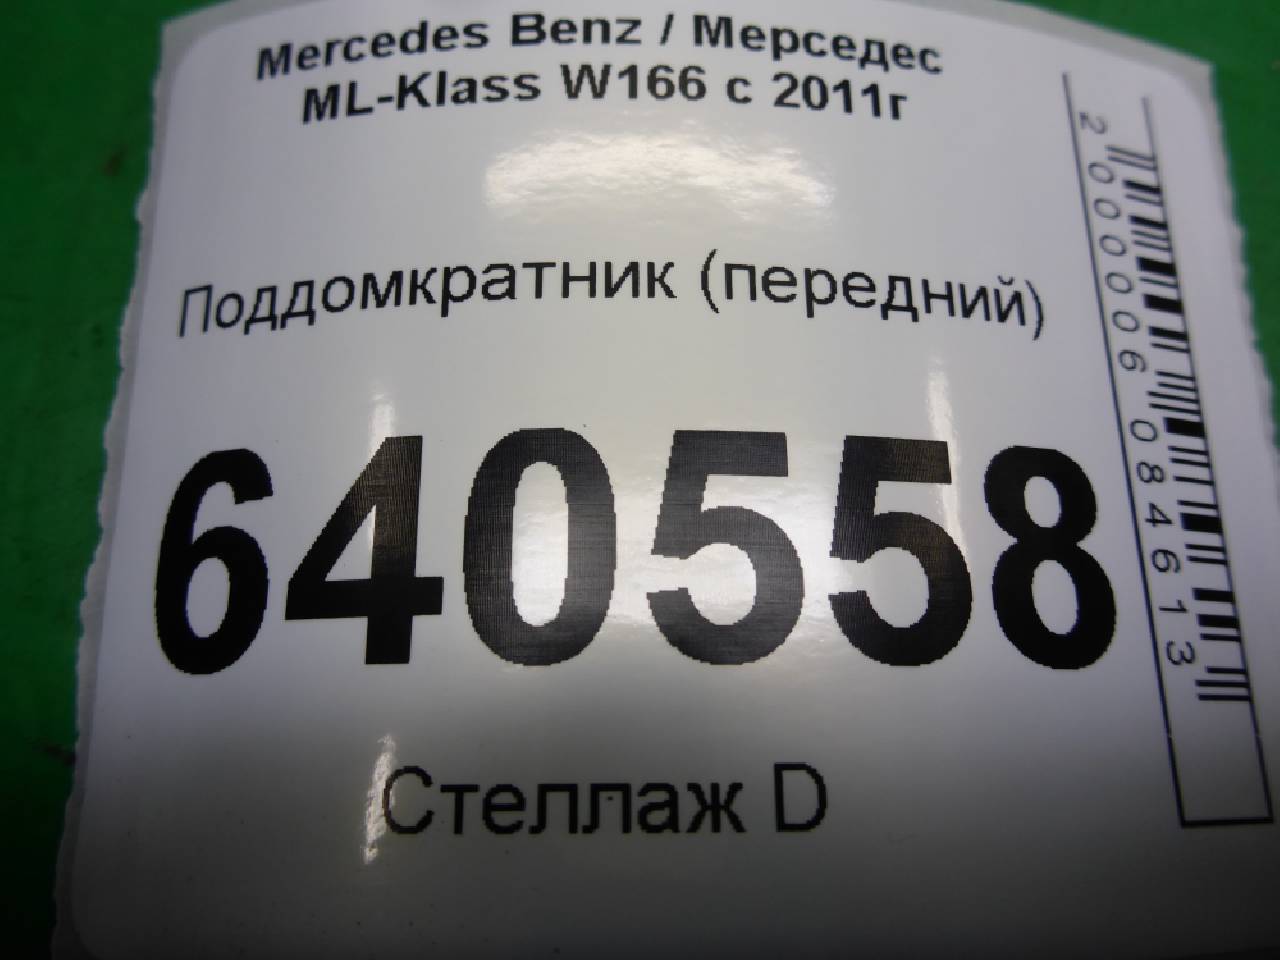 Mercedes Benz / Мерседес
ML-Klass W166 с 2011г
Поддомкратник (передний)
640558
Стеллаж D
2000006084613